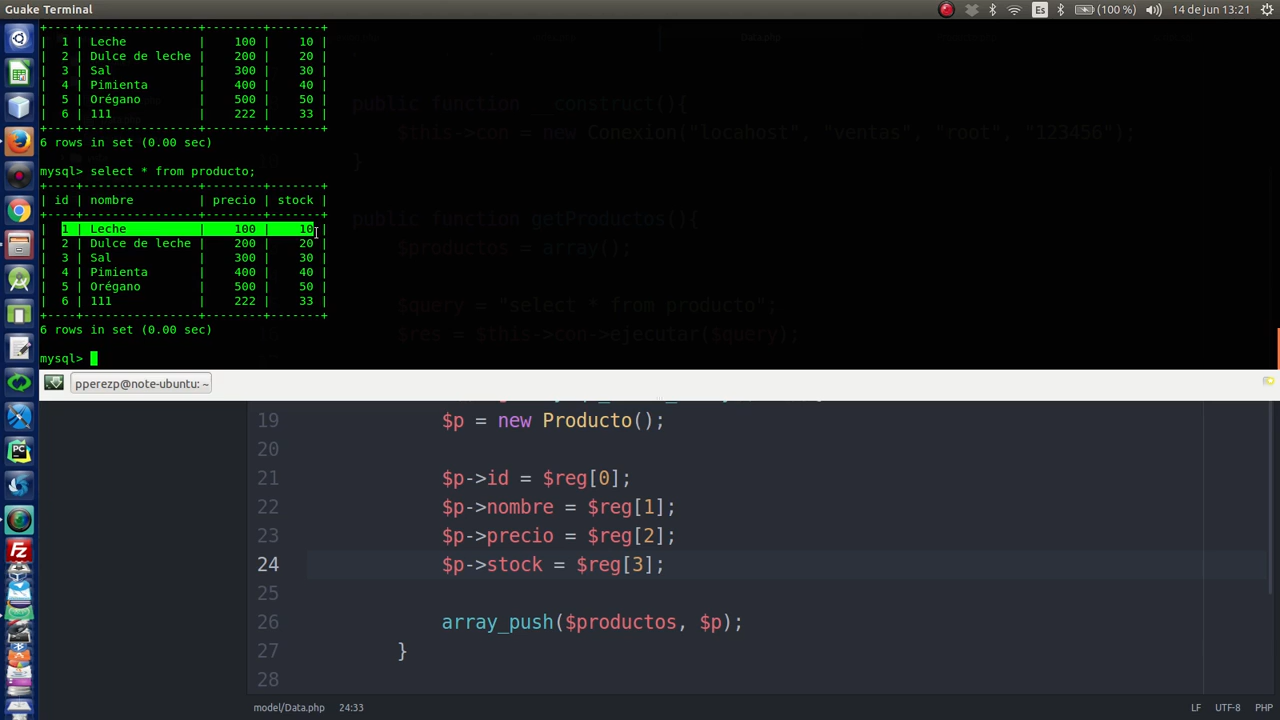 Guake Terminal
Es
(100 %)
14 de jun 13:21
+----+----------------+--------+-------+
| 1 | Leche | 100 | 10 |
| 2 | Dulce de leche | 200 | 20 |
| 3 | Sal | 300 | 30 |
| 4 | Pimienta | 400 | 40 |
| 5 | Orégano | 500 | 50 |
| 6 | 111 | 222 | 33 |
+----+----------------+--------+-------+
6 rows in set (0.00 sec)
mysql> select * from producto;
+----+----------------+--------+-------+
| id | nombre | precio | stock |
+----+----------------+--------+-------+
| 1 | Leche | 100 | 10 |
| 2 | Dulce de leche | 200 | 20 |
| 3 | Sal | 300 | 30 |
| 4 | Pimienta | 400 | 40 |
| 5 | Orégano | 500 | 50 |
| 6 | 111 | 222 | 33 |
+----+----------------+--------+-------+
6 rows in set (0.00 sec)
mysql>
public function __construct(){
$this->con = new Conexion("locahost", "ventas", "root", "123456");
}
public function getProductos(){
$productos = array();
$query = "select * from producto";
$res = $this->con->ejecutar($query);
pperezp@note-ubuntu: ~
19 $p = new Producto();
20
21 $p->id = $reg[0];
22 $p->nombre = $reg[1];
23 $p->precio = $reg[2];
24 $p->stock = $reg[3];
25
26 array_push($productos, $p);
27 }
28
model/Data.php 24:33
LF UTF-8 PHP